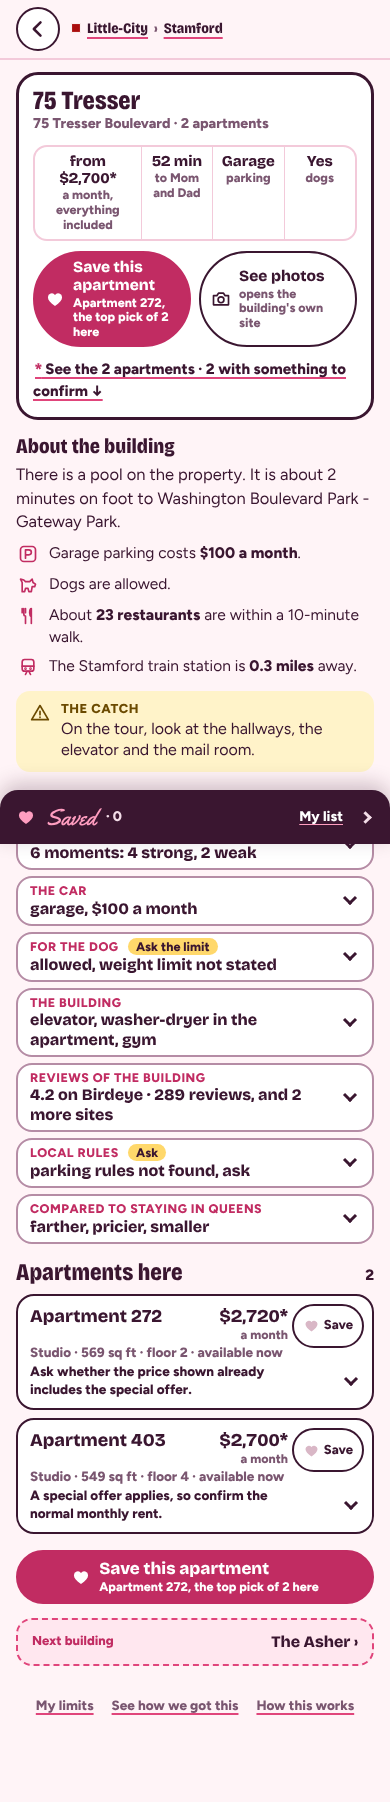 Little-City › Stamford
75 Tresser
75 Tresser Boulevard · 2 apartments
from
$2,700*
a month,
everything
included
52 min
to Mom
and Dad
Garage
parking
Yes
dogs
Save this
apartment
Apartment 272,
the top pick of 2
here
See photos
opens the
building's own
site
* See the 2 apartments · 2 with something to
confirm ↓
About the building
There is a pool on the property. It is about 2
minutes on foot to Washington Boulevard Park -
Gateway Park.
Garage parking costs $100 a month.
Dogs are allowed.
About 23 restaurants are within a 10-minute
walk.
The Stamford train station is 0.3 miles away.
THE CATCH
On the tour, look at the hallways, the
elevator and the mail room.
Saved · 0
My list
6 moments: 4 strong, 2 weak
THE CAR
garage, $100 a month
FOR THE DOG Ask the limit
allowed, weight limit not stated
THE BUILDING
elevator, washer-dryer in the
apartment, gym
REVIEWS OF THE BUILDING
4.2 on Birdeye · 289 reviews, and 2
more sites
LOCAL RULES Ask
parking rules not found, ask
COMPARED TO STAYING IN QUEENS
farther, pricier, smaller
Apartments here 2
Apartment 272 $2,720* Save
a month
Studio · 569 sq ft · floor 2 · available now
Ask whether the price shown already
includes the special offer.
Apartment 403 $2,700* Save
a month
Studio · 549 sq ft · floor 4 · available now
A special offer applies, so confirm the
normal monthly rent.
Save this apartment
Apartment 272, the top pick of 2 here
Next building The Asher ›
My limits See how we got this How this works